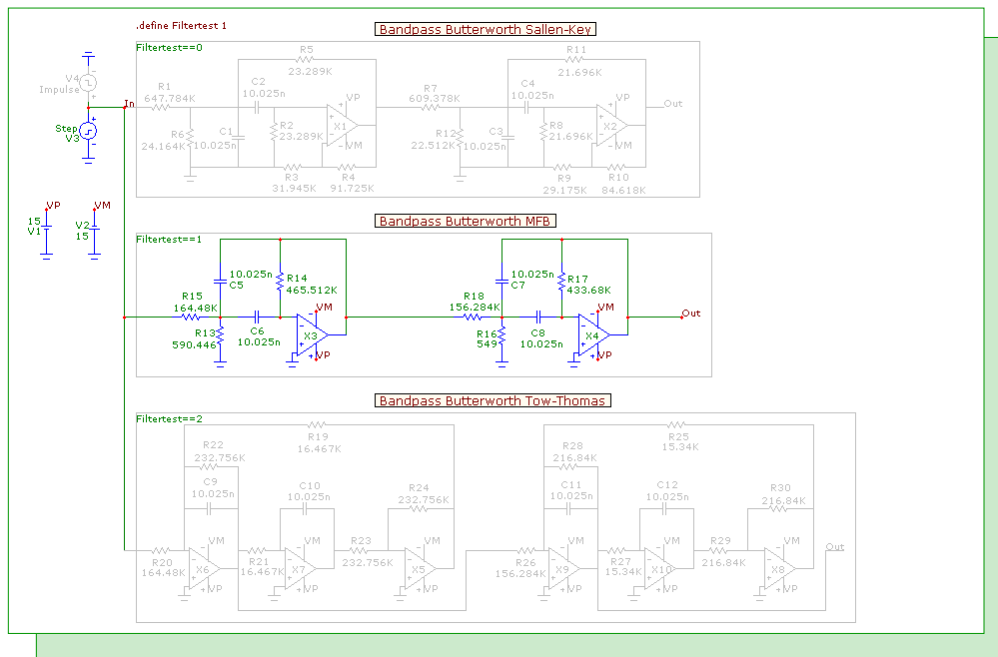 .define Filtertest 1
Bandpass Butterworth Sallen-Key
Filtertest==0
V4
Impulse
In
Step
V3
R1
647.784K
R6
24.164K
C1
10.025n
C2
10.025n
R5
23.289K
R2
23.289K
VP
X1
VM
R3
31.945K
R4
91.725K
R7
609.378K
R12
22.512K
C3
10.025n
C4
10.025n
R11
21.696K
R8
21.696K
VP
X2
VM
R9
29.175K
R10
84.618K
Out
VP
15
V1
VM
V2
15
Bandpass Butterworth MFB
Filtertest==1
R15
164.48K
R13
590.446
10.025n
C5
C6
10.025n
R14
465.512K
VM
X3
VP
R18
156.284K
R16
549
10.025n
C7
C8
10.025n
R17
433.68K
VM
X4
VP
Out
Bandpass Butterworth Tow-Thomas
Filtertest==2
R19
16.467K
R22
232.756K
C9
10.025n
C10
10.025n
R24
232.756K
R20
164.48K
VM
X6
VP
R21
16.467K
VM
X7
VP
R23
232.756K
VM
X5
VP
R25
15.34K
R28
216.84K
C11
10.025n
C12
10.025n
R30
216.84K
R26
156.284K
VM
X9
VP
R27
15.34K
VM
X10
VP
R29
216.84K
VM
X8
VP
Out